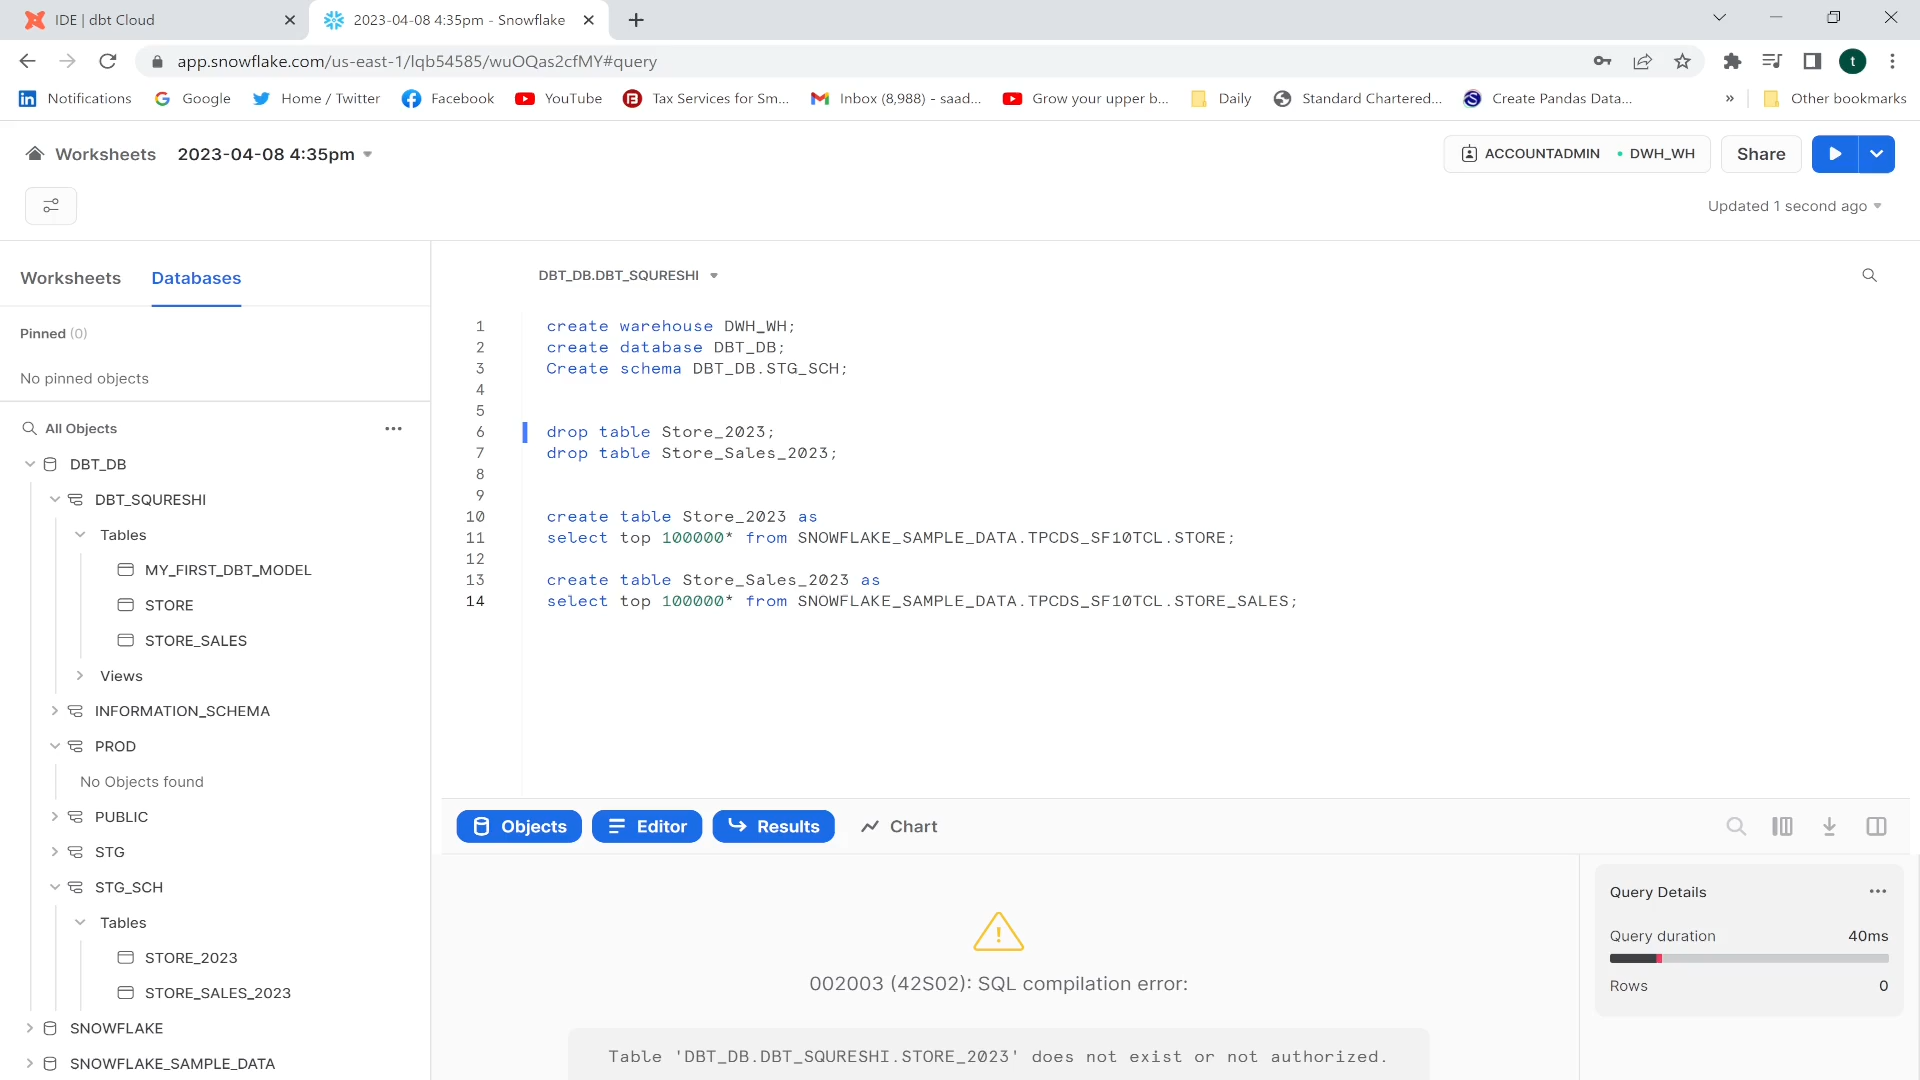 IDE | dbt Cloud
2023-04-08 4:35pm - Snowflake
app.snowflake.com/us-east-1/lqb54585/wuOQas2cfMY#query
t
Notifications
Google
Home / Twitter
Facebook
YouTube
Tax Services for Sm...
Inbox (8,988) - saad...
Grow your upper b...
Daily
Standard Chartered...
Create Pandas Data...
»
Other bookmarks
Worksheets
2023-04-08 4:35pm
ACCOUNTADMIN
DWH_WH
Share
Updated 1 second ago
Worksheets
Databases
Pinned (0)
No pinned objects
All Objects
DBT_DB
DBT_SQURESHI
Tables
MY_FIRST_DBT_MODEL
STORE
STORE_SALES
Views
INFORMATION_SCHEMA
PROD
No Objects found
PUBLIC
STG
STG_SCH
Tables
STORE_2023
STORE_SALES_2023
SNOWFLAKE
SNOWFLAKE_SAMPLE_DATA
DBT_DB.DBT_SQURESHI
1 create warehouse DWH_WH;
2 create database DBT_DB;
3 Create schema DBT_DB.STG_SCH;
4
5
6 drop table Store_2023;
7 drop table Store_Sales_2023;
8
9
10 create table Store_2023 as
11 select top 100000* from SNOWFLAKE_SAMPLE_DATA.TPCDS_SF10TCL.STORE;
12
13 create table Store_Sales_2023 as
14 select top 100000* from SNOWFLAKE_SAMPLE_DATA.TPCDS_SF10TCL.STORE_SALES;
Objects
Editor
Results
Chart
002003 (42S02): SQL compilation error:
Table 'DBT_DB.DBT_SQURESHI.STORE_2023' does not exist or not authorized.
Query Details
Query duration 40ms
Rows 0